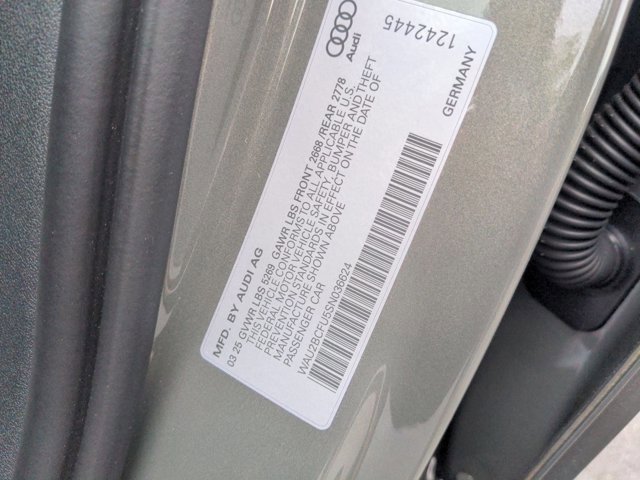 MFD. BY AUDI AG
03 25 GVWR LBS 5269 GAWR LBS FRONT 2668 /REAR 2778
THIS VEHICLE CONFORMS TO ALL APPLICABLE U.S.
FEDERAL MOTOR VEHICLE SAFETY, BUMPER AND THEFT
PREVENTION STANDARDS IN EFFECT ON THE DATE OF
MANUFACTURE SHOWN ABOVE
PASSENGER CAR
WAU2BCFU5SN036624
Audi
1242445
GERMANY